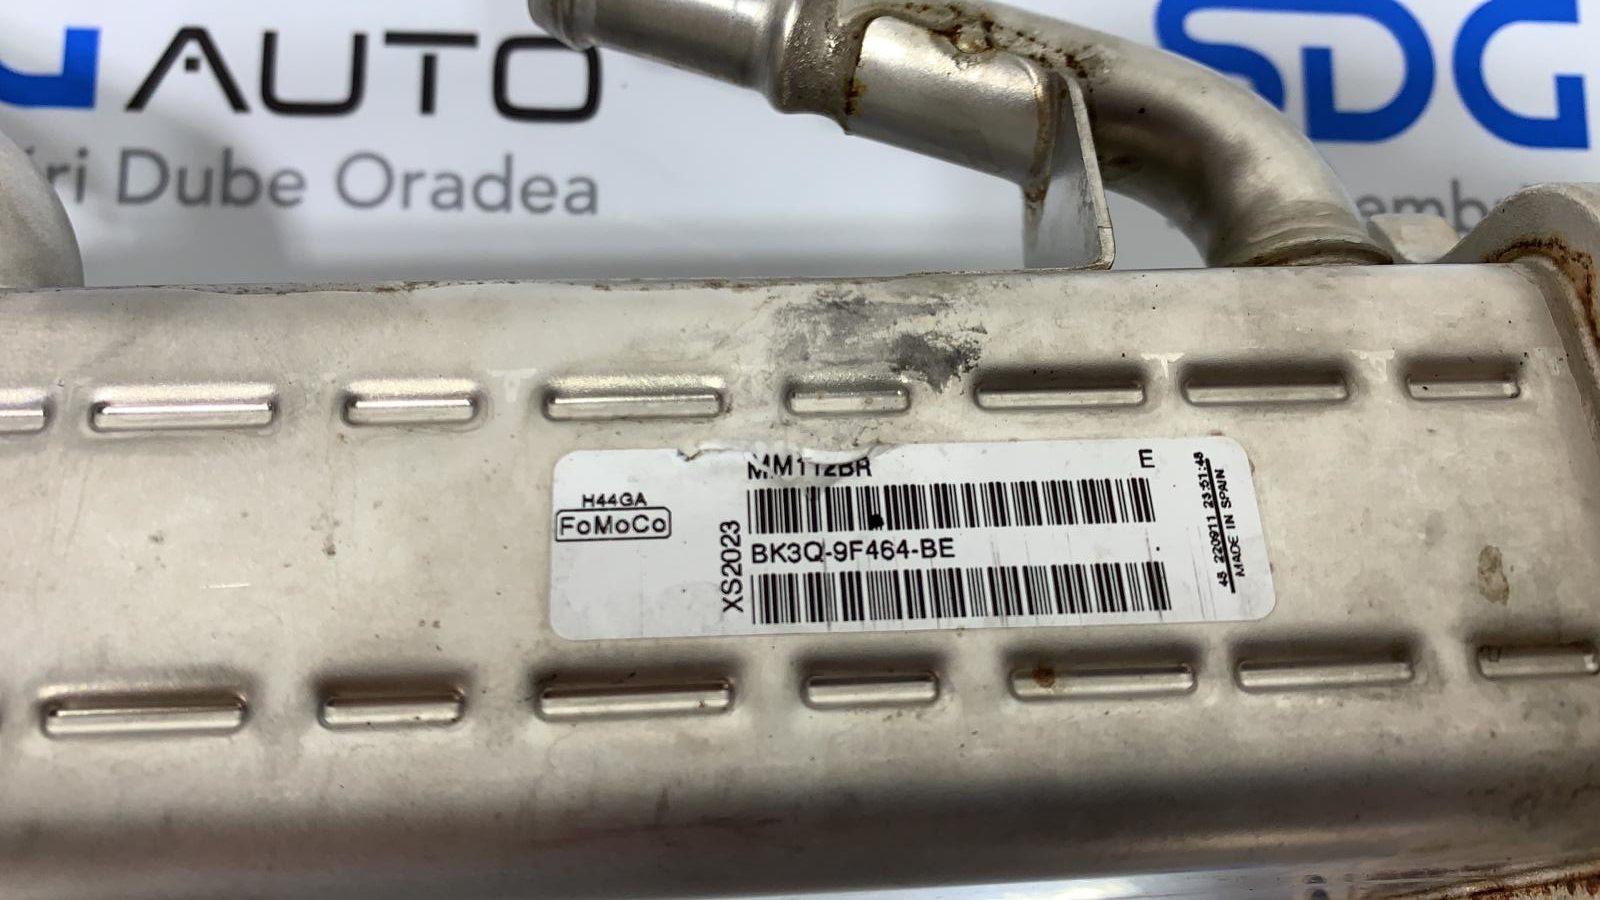 AUTO
SDG
Dube Oradea
MM112BR
E
H44GA
FoMoCo
XS2023
BK3Q-9F464-BE
48 220911 23:51:48
MADE IN SPAIN